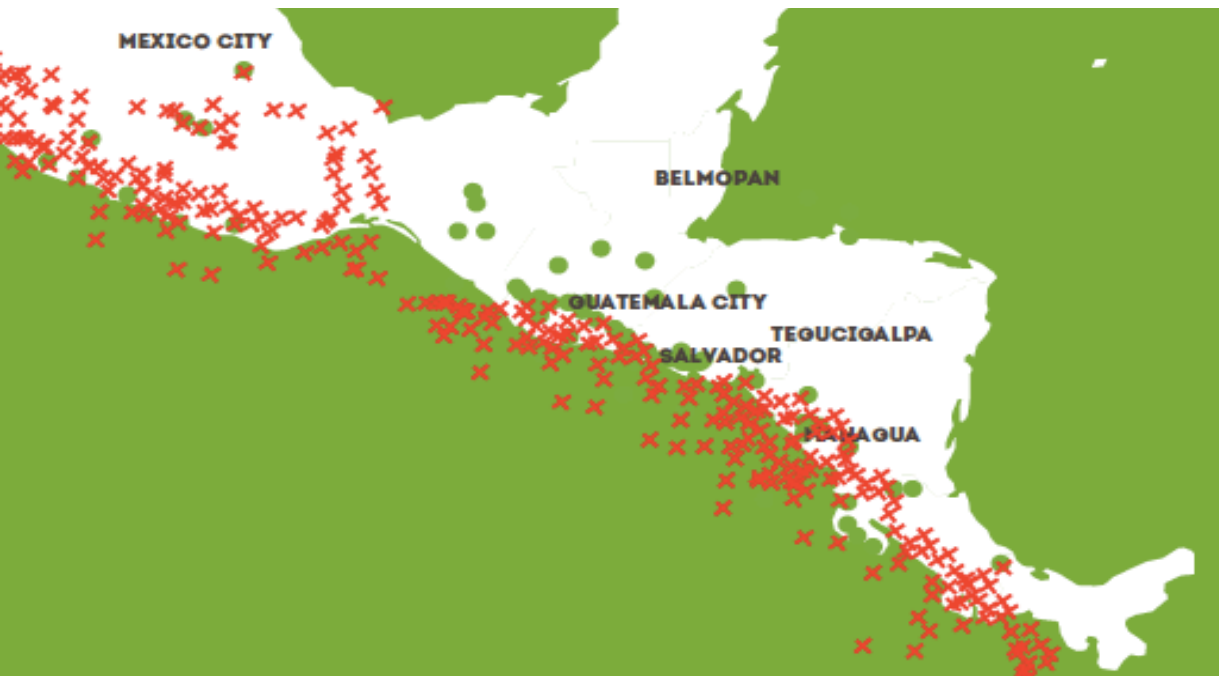 MEXICO CITY
BELMOPAN
GUATEMALA CITY
TEGUCIGALPA
SALVADOR
MANAGUA